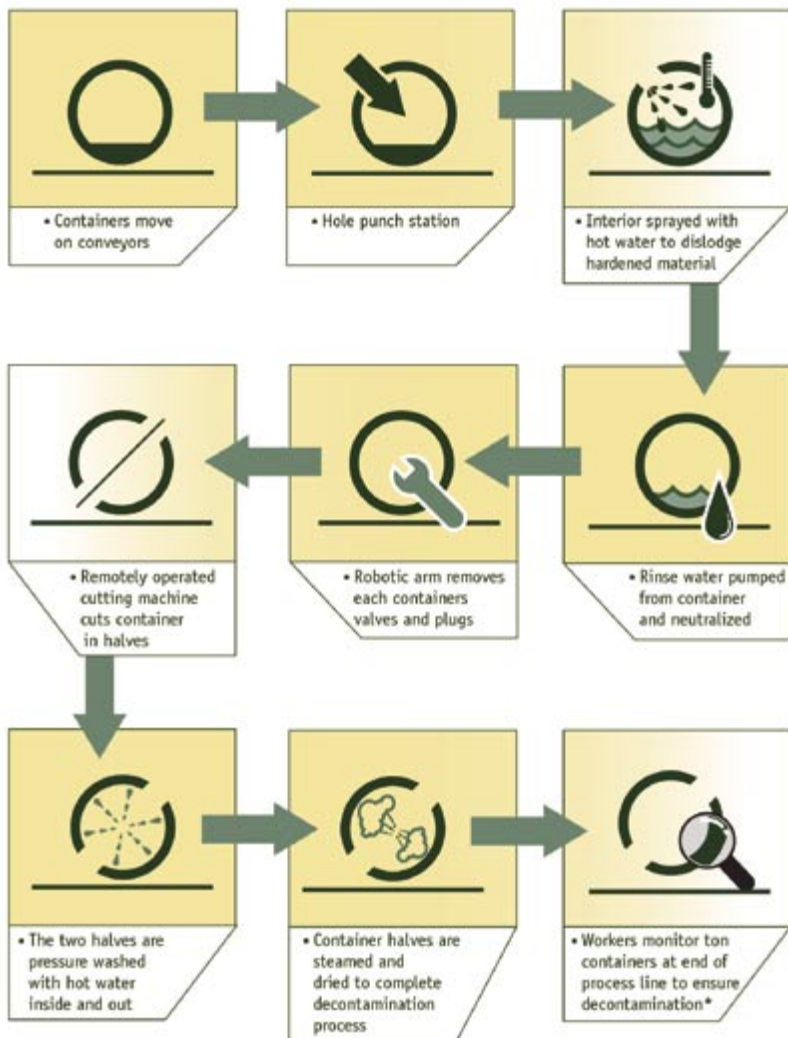 • Containers move
on conveyors
• Hole punch station
• Interior sprayed with
hot water to dislodge
hardened material
• Rinse water pumped
from container
and neutralized
• Robotic arm removes
each containers
valves and plugs
• Remotely operated
cutting machine
cuts container
in halves
• The two halves are
pressure washed
with hot water
inside and out
• Container halves are
steamed and
dried to complete
decontamination
process
• Workers monitor ton
containers at end of
process line to ensure
decontamination*